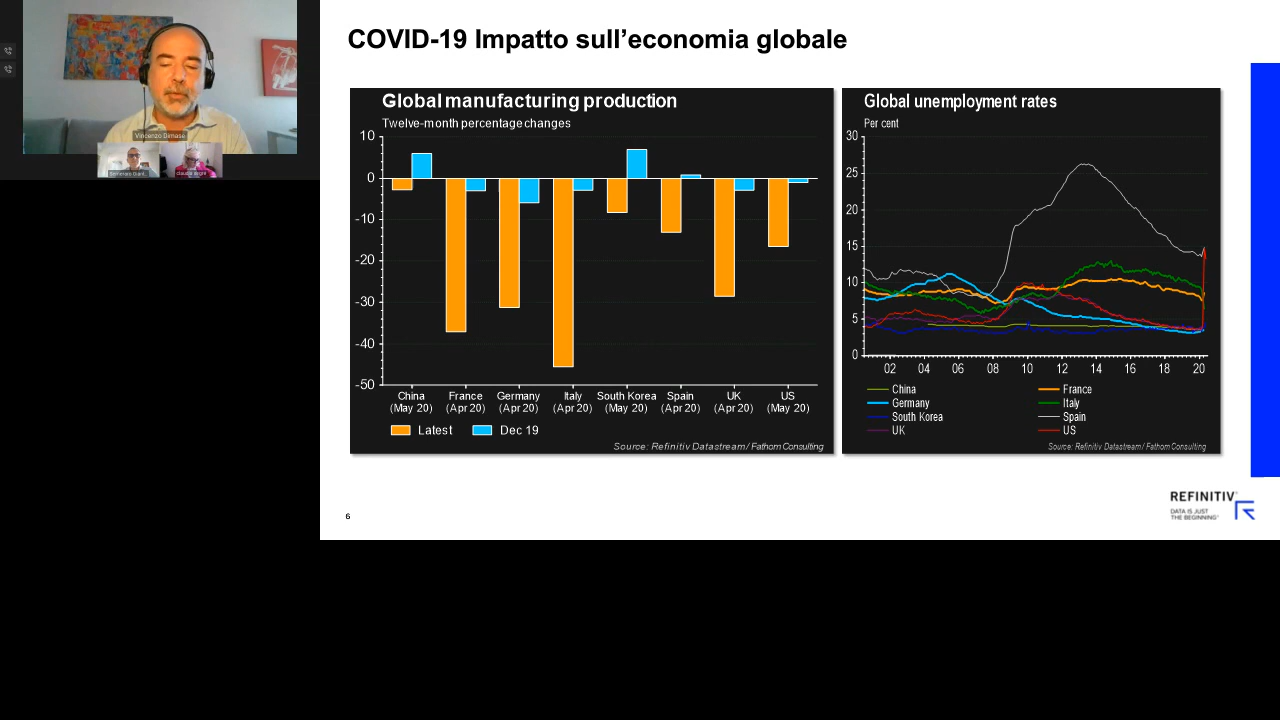 Vincenzo Dimase
COVID-19 Impatto sull’economia globale
Global manufacturing production
Twelve-month percentage changes
10
0
-10
-20
-30
-40
-50
China France Germany Italy South Korea Spain UK US
(May 20) (Apr 20) (Apr 20) (Apr 20) (May 20) (Apr 20) (Apr 20) (May 20)
Latest Dec 19
Source: Refinitiv Datastream / Fathom Consulting
Global unemployment rates
Per cent
30
25
20
15
10
5
0
02 04 06 08 10 12 14 16 18 20
China France
Germany Italy
South Korea Spain
UK US
Source: Refinitiv Datastream / Fathom Consulting
6
REFINITIV
DATA IS JUST
THE BEGINNING